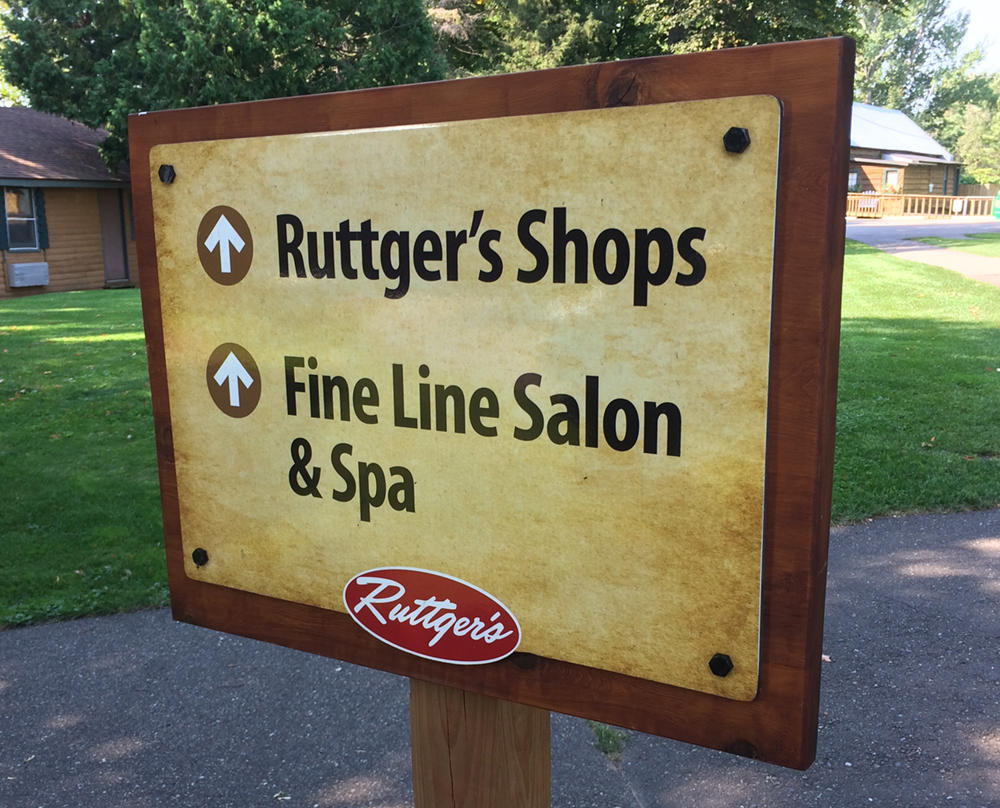 Ruttger's Shops
Fine Line Salon
& Spa
Ruttger's